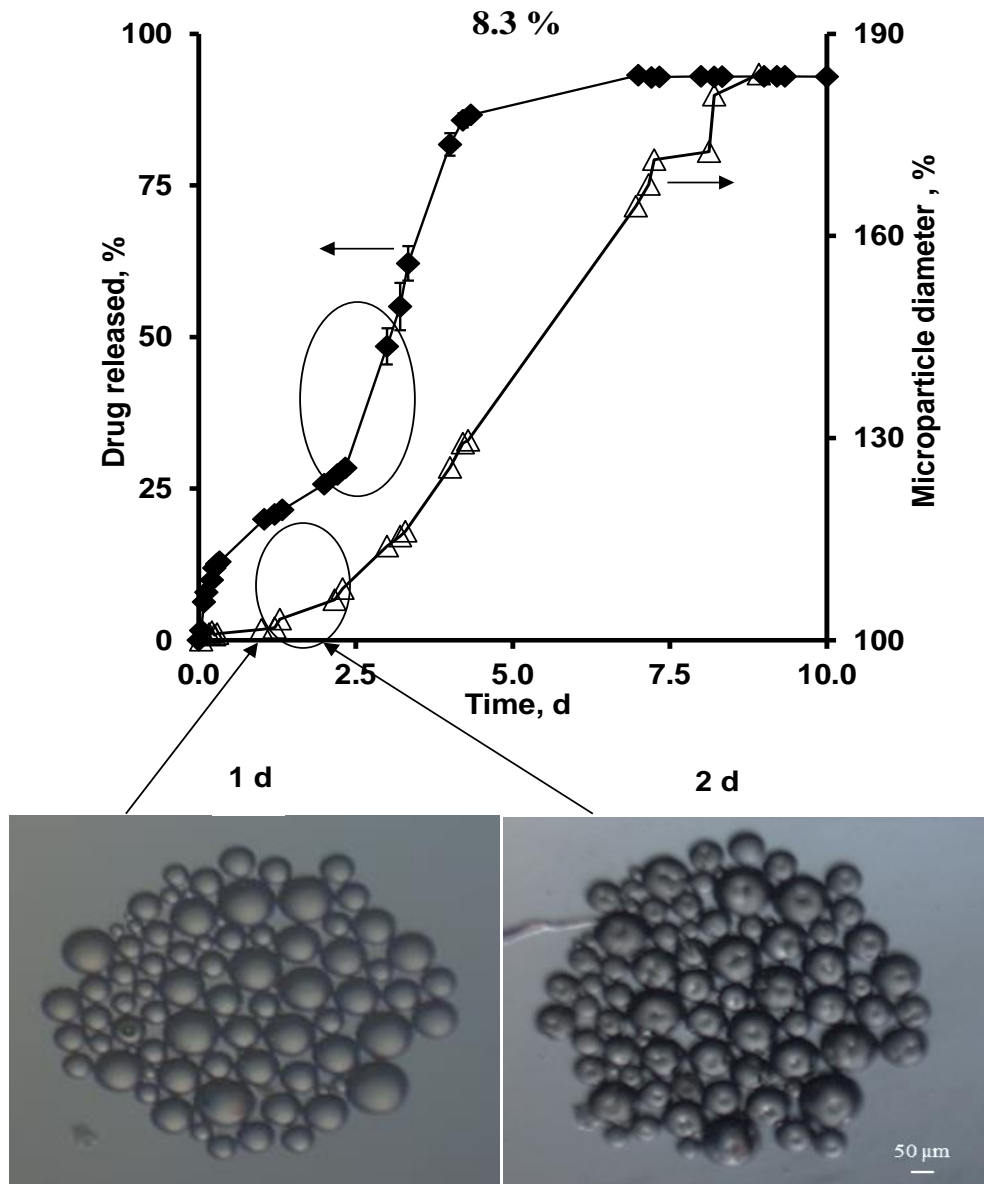 8.3 %
100
75
50
25
0
Drug released, %
190
160
130
100
Microparticle diameter , %
0.0 2.5 5.0 7.5 10.0
Time, d
1 d
2 d
50 µm